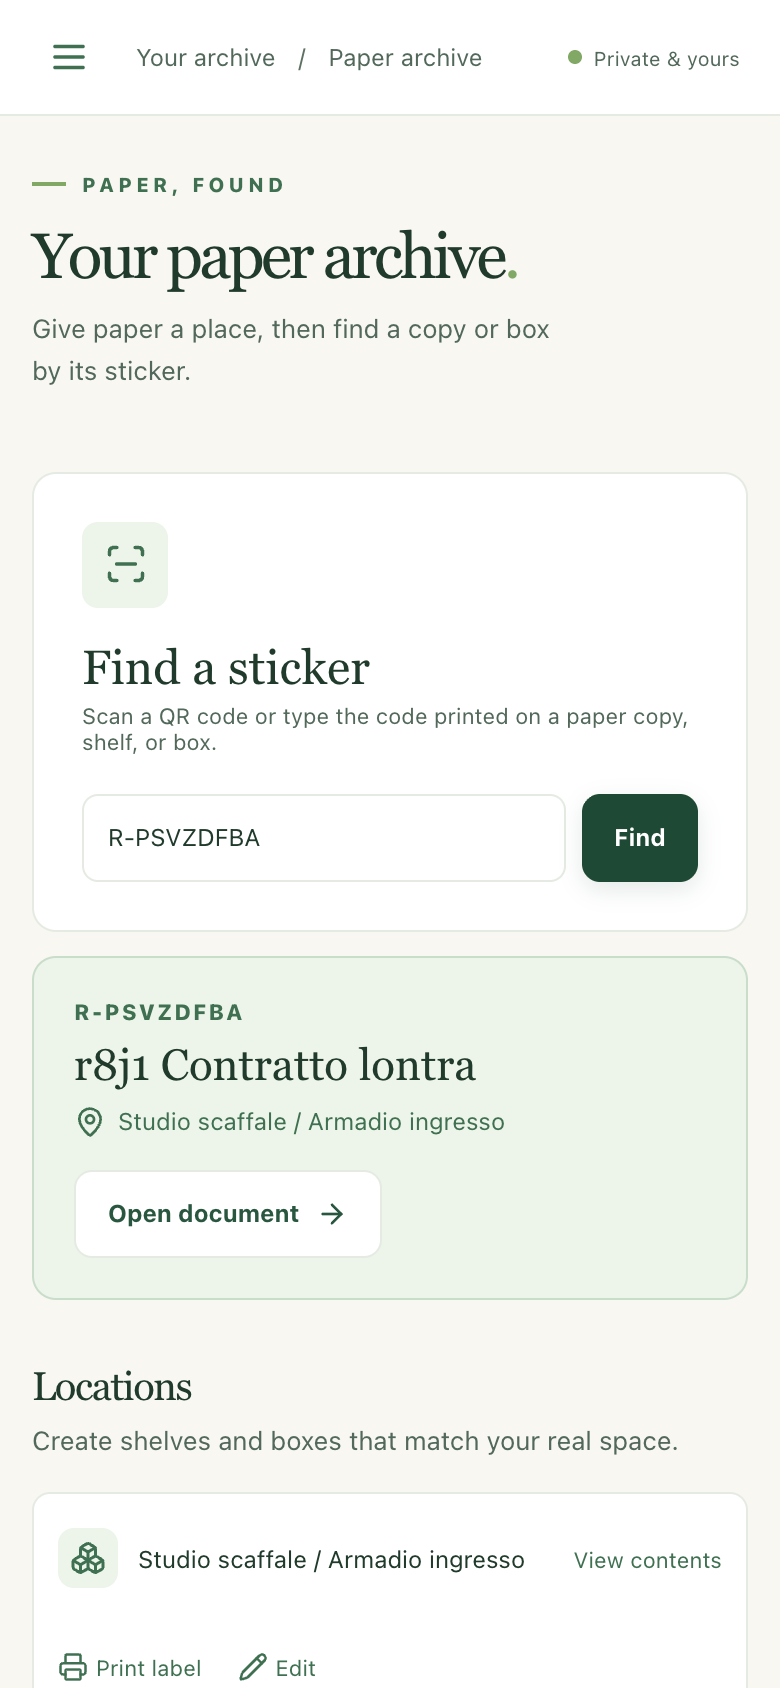 Your archive / Paper archive
Private & yours
PAPER, FOUND
Your paper archive.
Give paper a place, then find a copy or box
by its sticker.
Find a sticker
Scan a QR code or type the code printed on a paper copy,
shelf, or box.
R-PSVZDFBA
Find
R-PSVZDFBA
r8j1 Contratto lontra
Studio scaffale / Armadio ingresso
Open document
Locations
Create shelves and boxes that match your real space.
Studio scaffale / Armadio ingresso
View contents
Print label
Edit